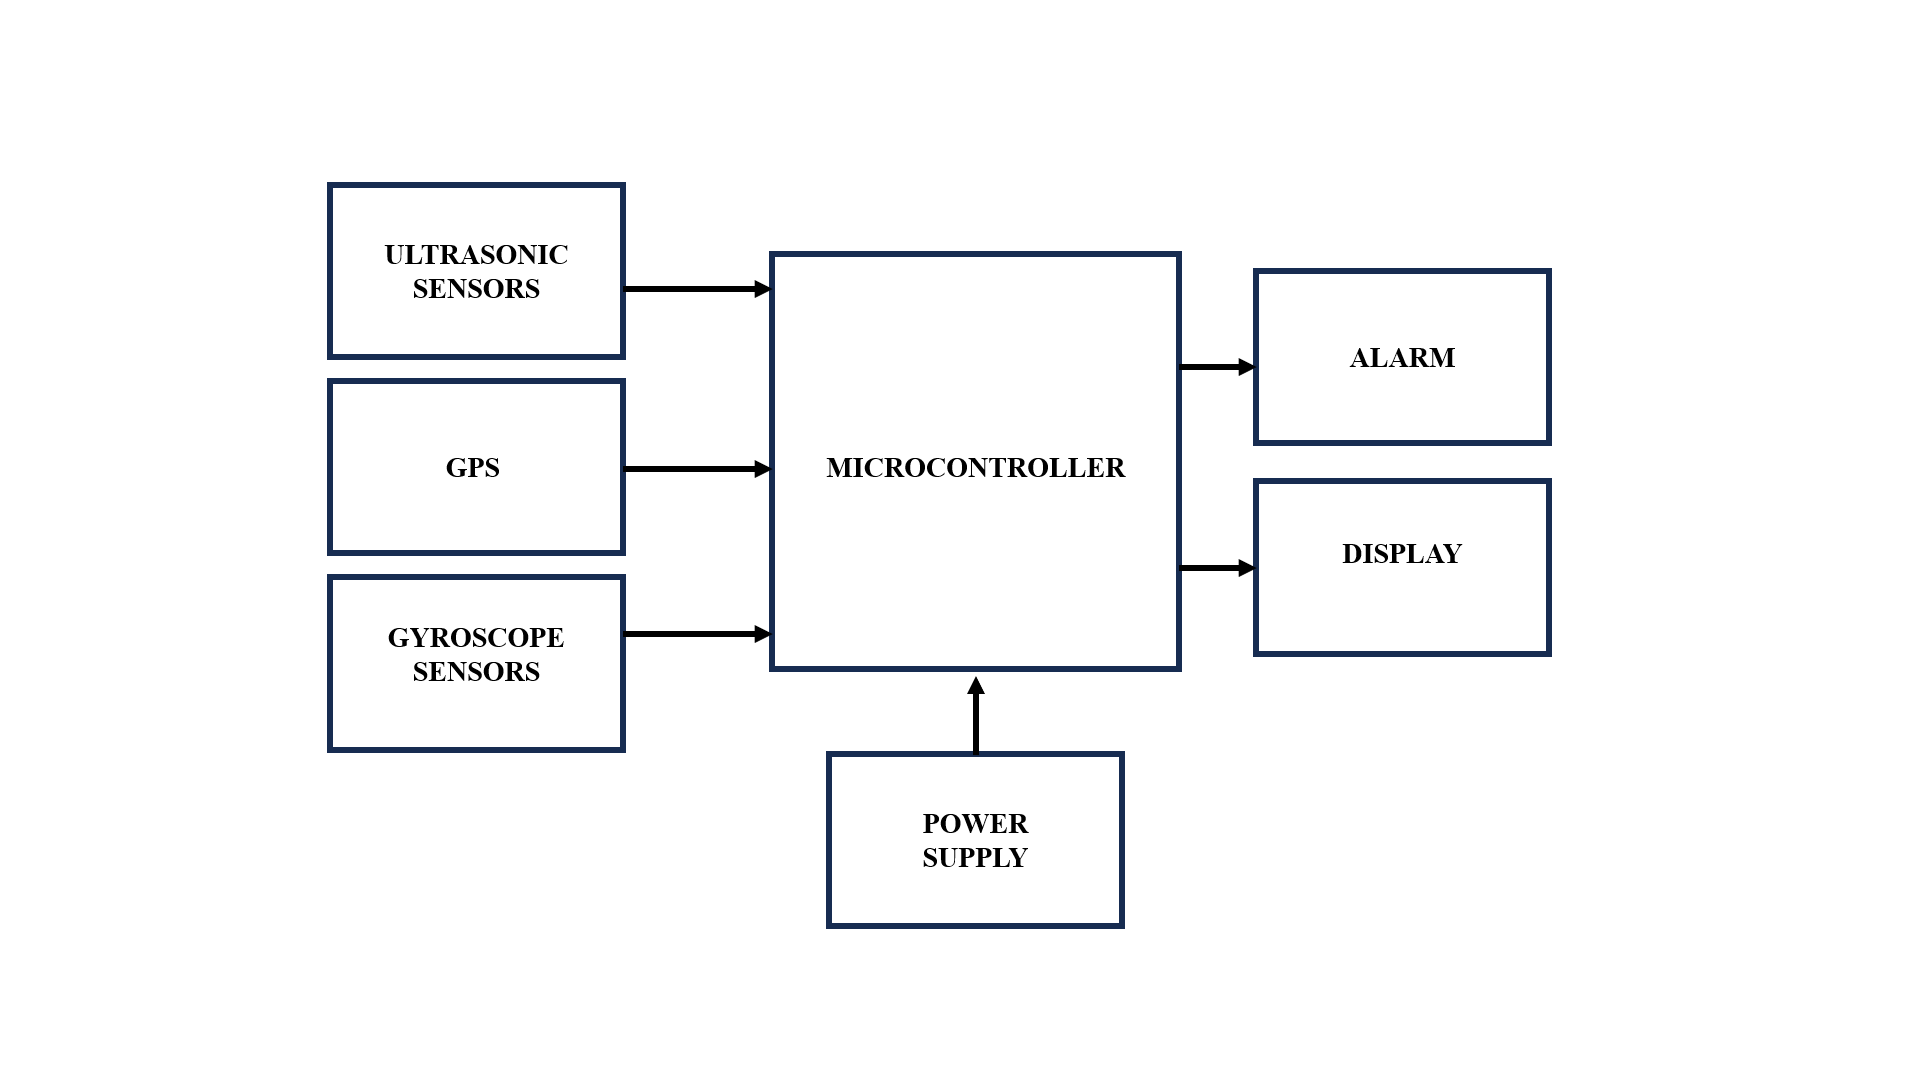 ULTRASONIC
SENSORS
GPS
GYROSCOPE
SENSORS
MICROCONTROLLER
ALARM
DISPLAY
POWER
SUPPLY